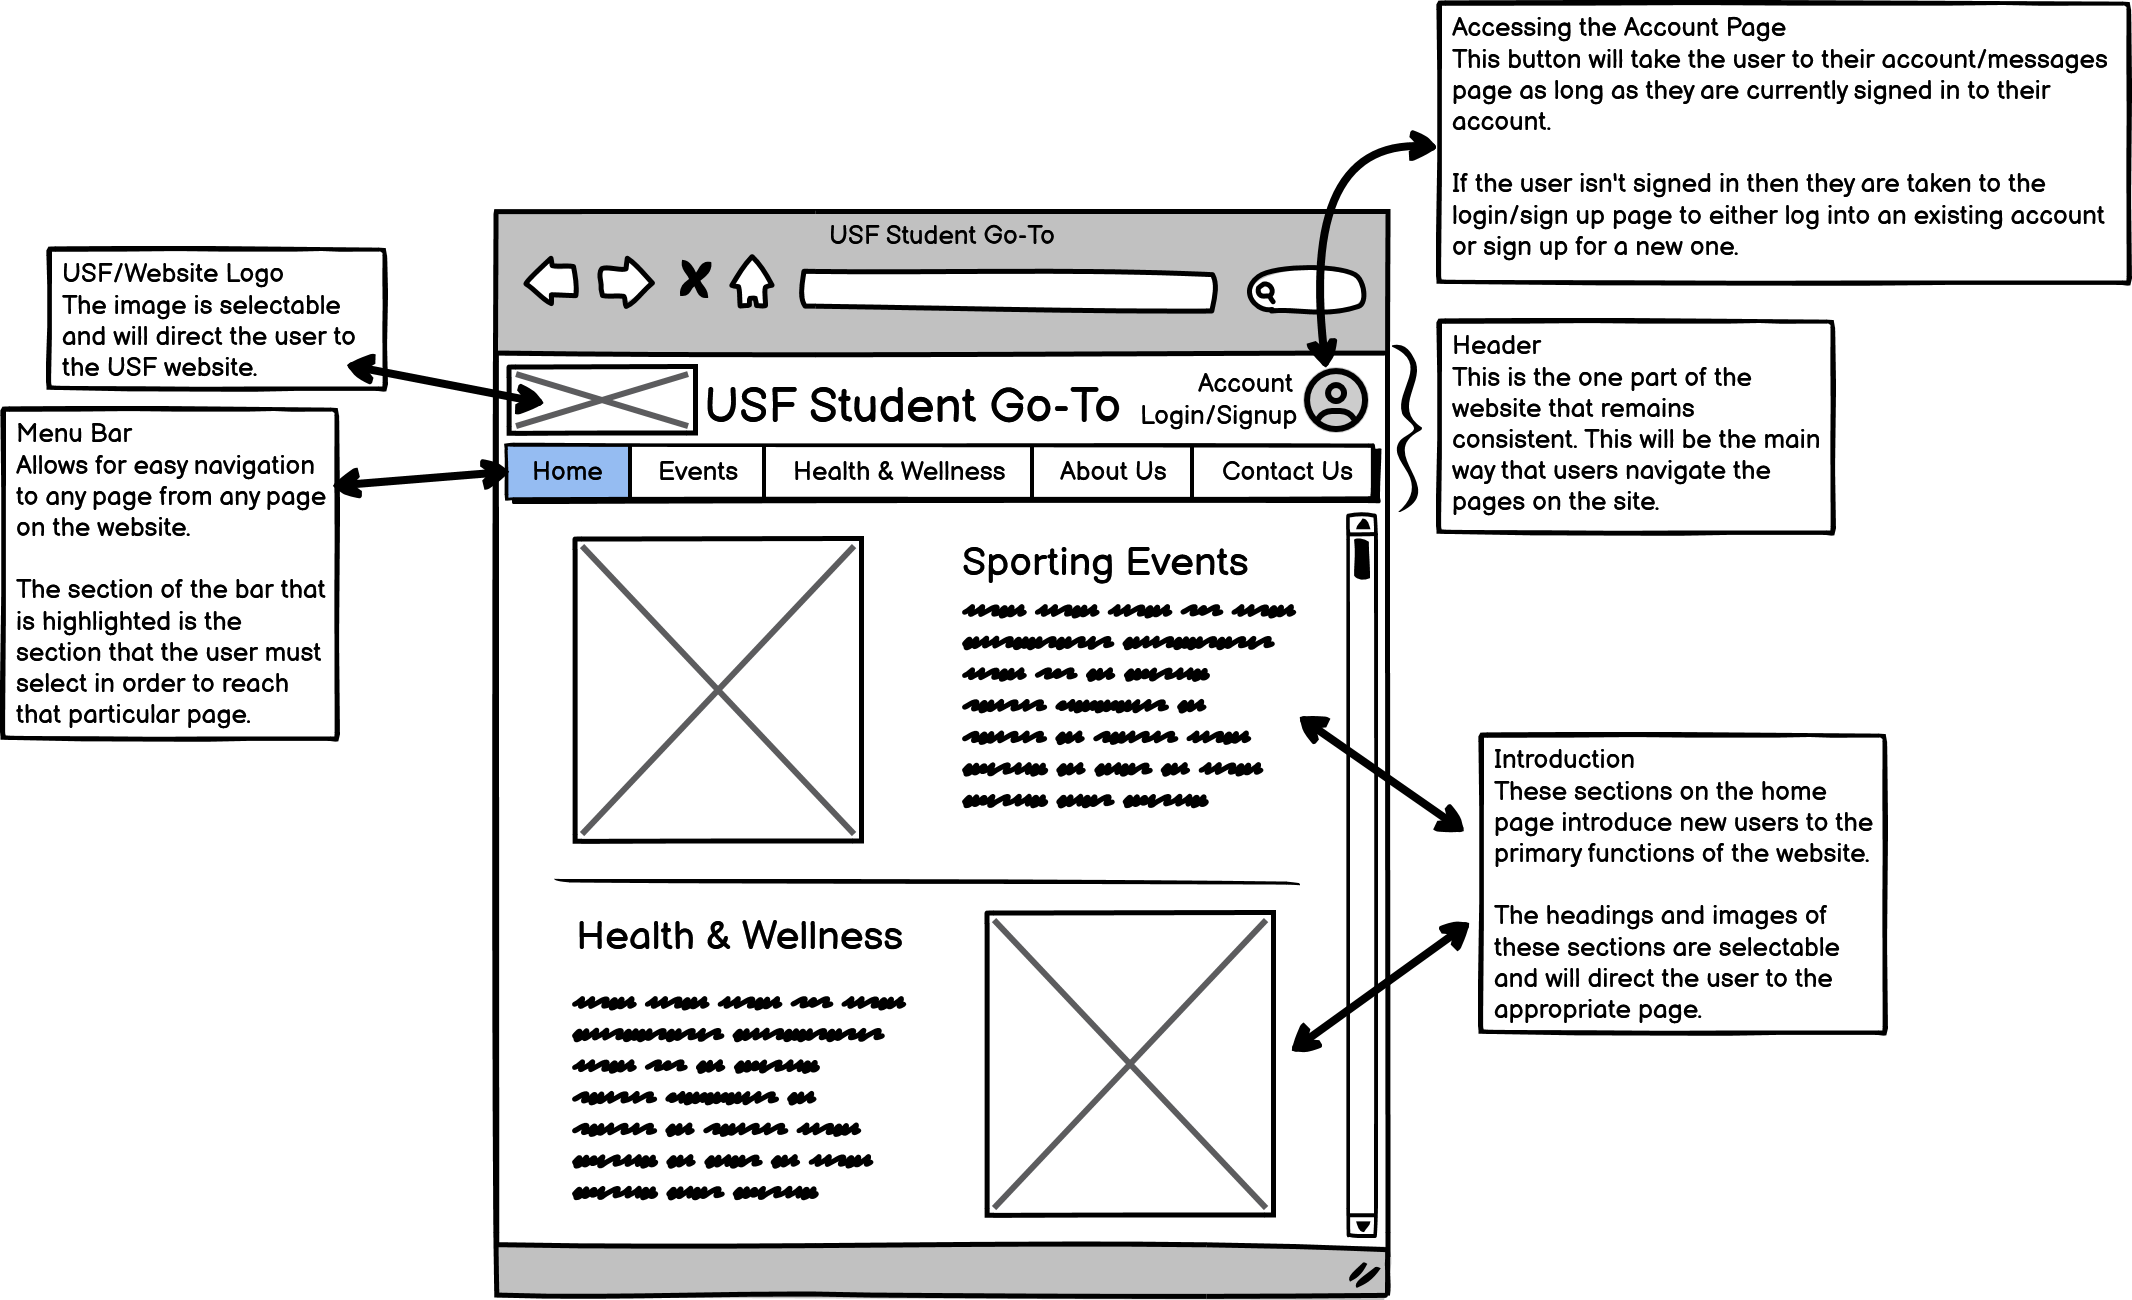 Accessing the Account Page
This button will take the user to their account/messages
page as long as they are currently signed in to their
account.
If the user isn't signed in then they are taken to the
login/sign up page to either log into an existing account
or sign up for a new one.
USF/Website Logo
The image is selectable
and will direct the user to
the USF website.
Menu Bar
Allows for easy navigation
to any page from any page
on the website.
The section of the bar that
is highlighted is the
section that the user must
select in order to reach
that particular page.
USF Student Go-To
USF Student Go-To
Account
Login/Signup
Home
Events
Health & Wellness
About Us
Contact Us
Header
This is the one part of the
website that remains
consistent. This will be the main
way that users navigate the
pages on the site.
Sporting Events
Health & Wellness
Introduction
These sections on the home
page introduce new users to the
primary functions of the website.
The headings and images of
these sections are selectable
and will direct the user to the
appropriate page.